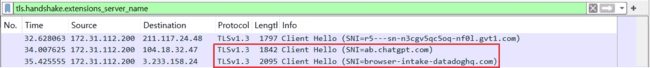 tls.handshake.extensions_server_name
No. Time Source Destination Protocol Lengtl Info
32.628063 172.31.112.200 211.117.24.48 TLSv1.3 1797 Client Hello (SNI=r5---sn-n3cgv5qc5oq-nf0l.gvt1.com)
34.007625 172.31.112.200 104.18.32.47 TLSv1.3 1842 Client Hello (SNI=ab.chatgpt.com)
35.425555 172.31.112.200 3.233.158.24 TLSv1.3 2095 Client Hello (SNI=browser-intake-datadoghq.com)